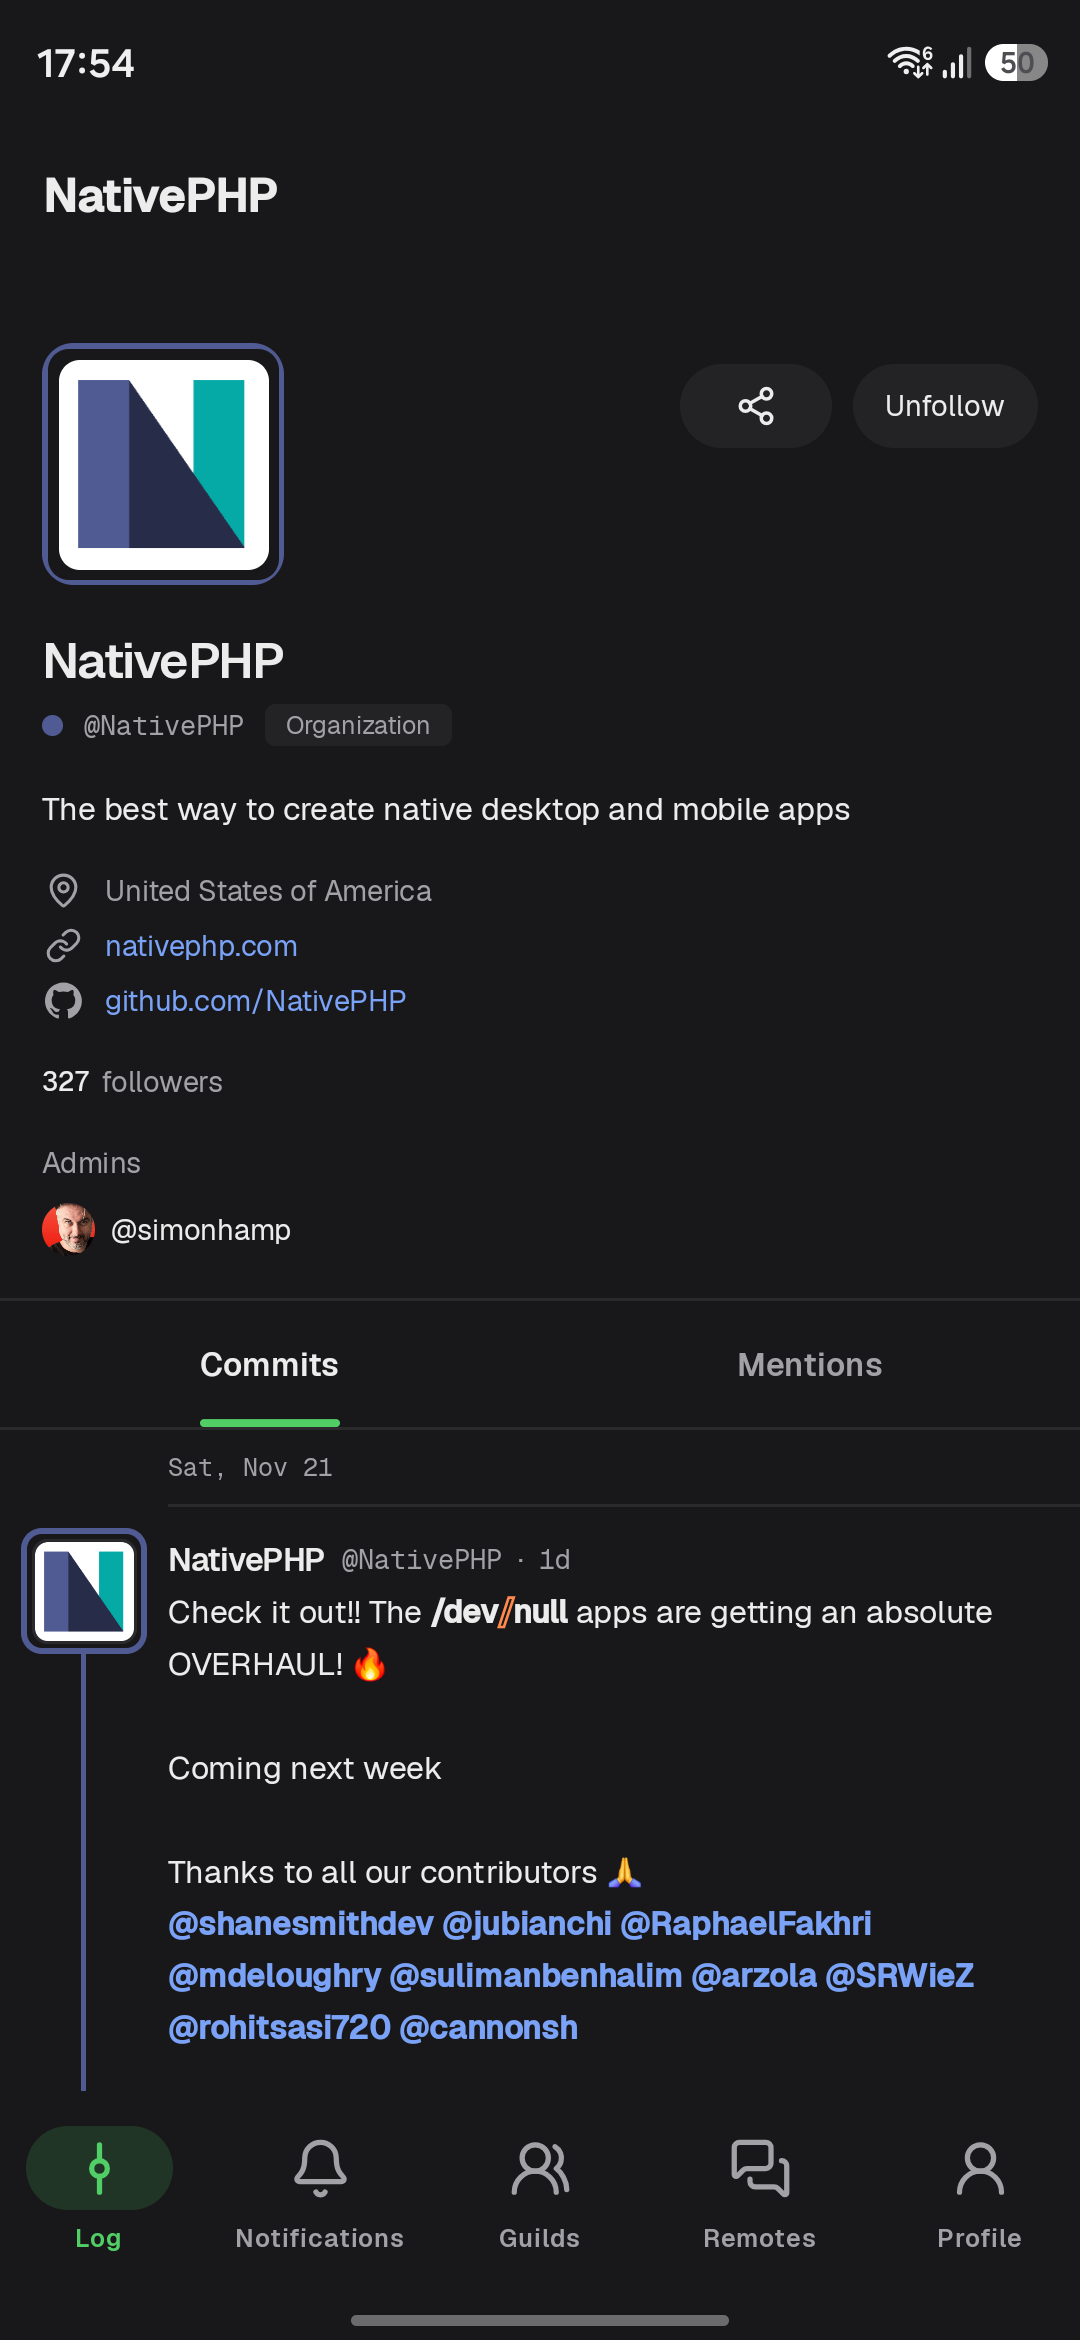 17:54
6
50
NativePHP
Unfollow
NativePHP
@NativePHP Organization
The best way to create native desktop and mobile apps
United States of America
nativephp.com
github.com/NativePHP
327 followers
Admins
@simonhamp
Commits Mentions
Sat, Nov 21
NativePHP @NativePHP · 1d
Check it out!! The /dev//null apps are getting an absolute
OVERHAUL! 🔥
Coming next week
Thanks to all our contributors 🙏
@shanesmithdev @jubianchi @RaphaelFakhri
@mdeloughry @sulimanbenhalim @arzola @SRWieZ
@rohitsasi720 @cannonsh
Log Notifications Guilds Remotes Profile